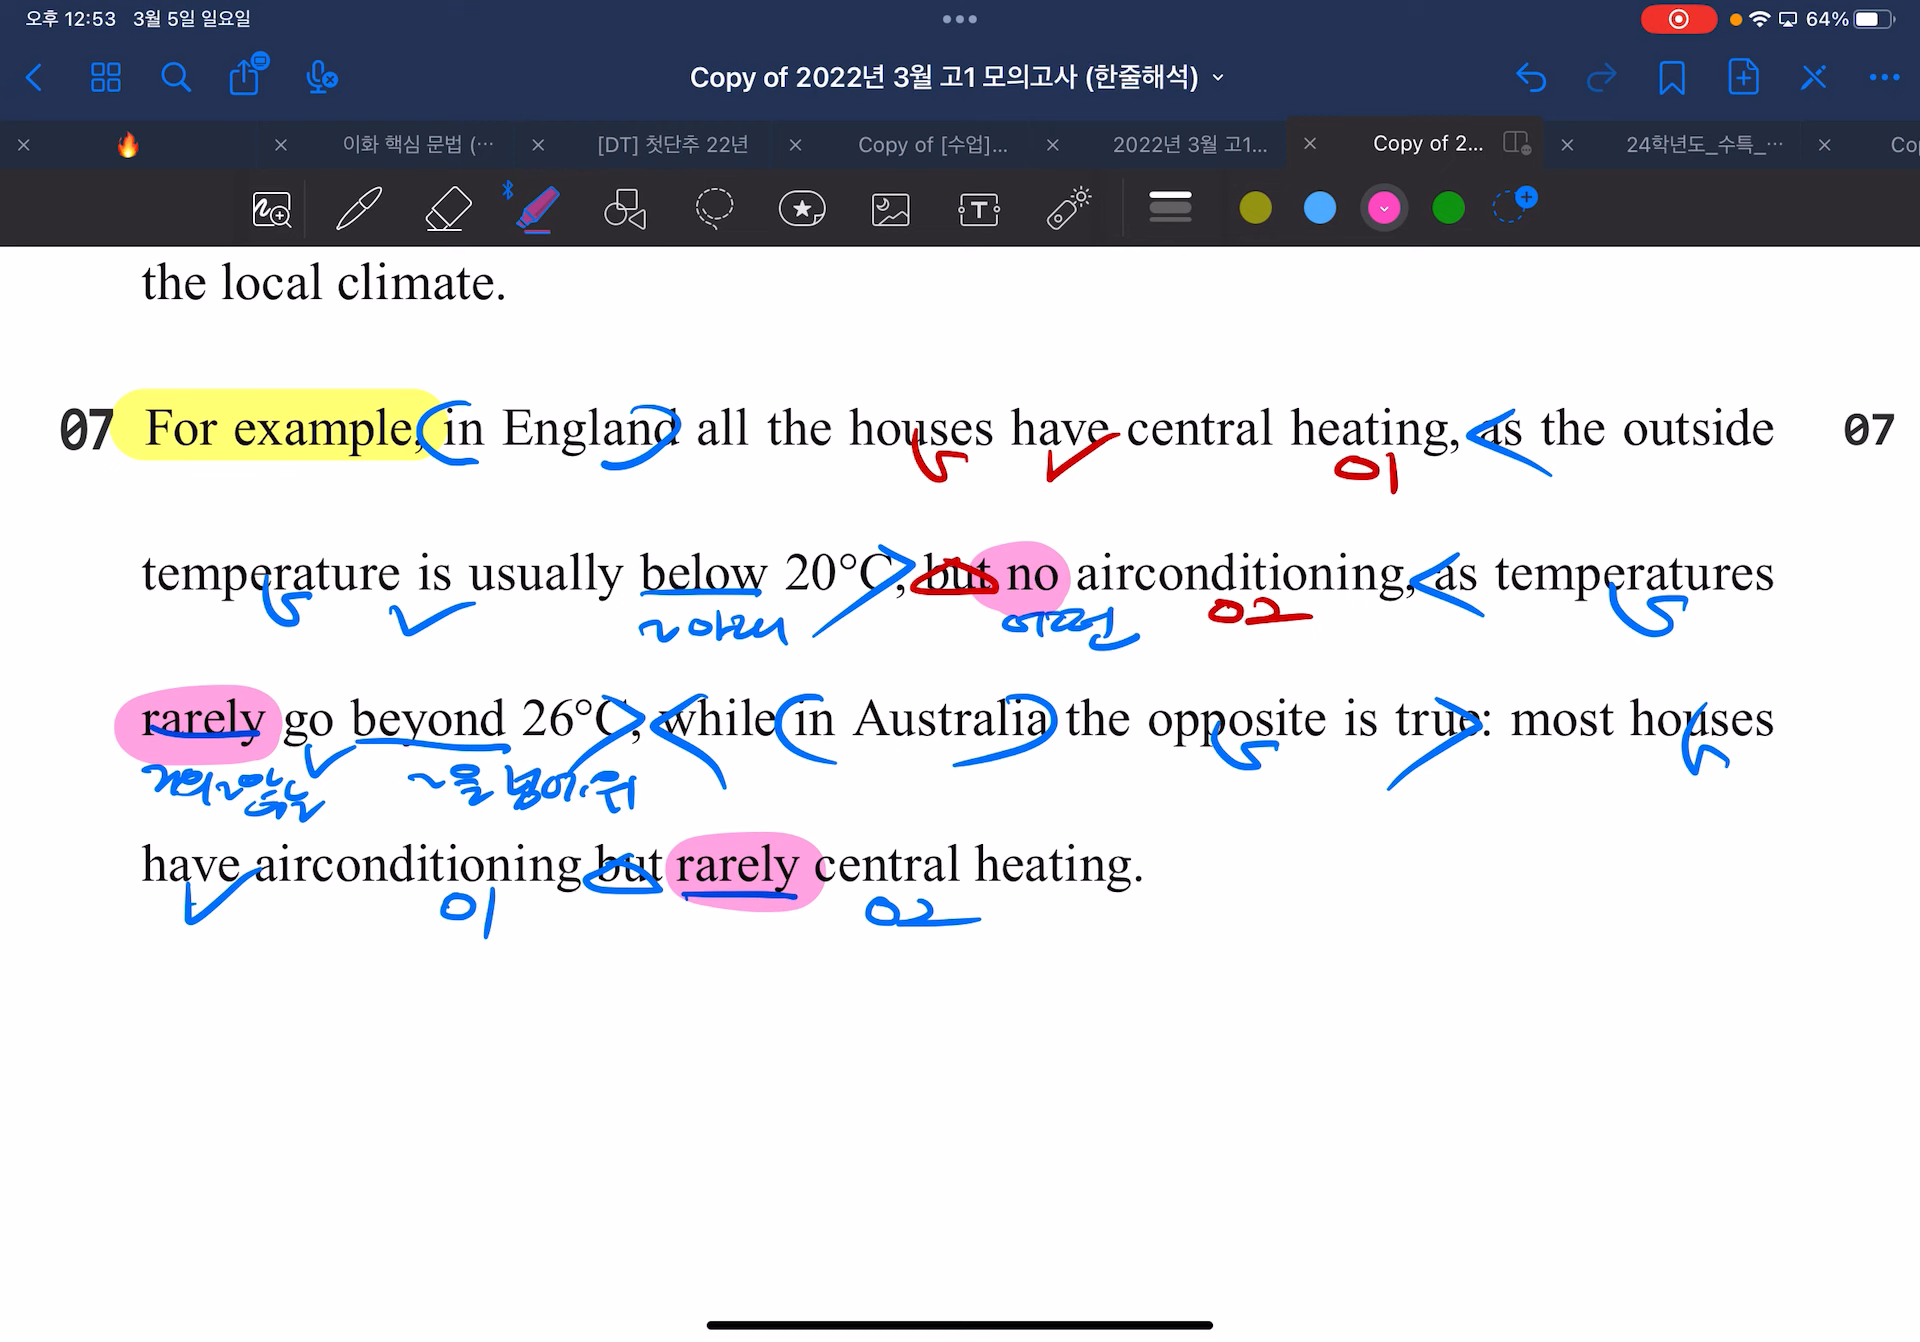 오후 12:53 3월 5일 일요일
64%
Copy of 2022년 3월 고1 모의고사 (한줄해석)
이화 핵심 문법 (…
[DT] 첫단추 22년
Copy of [수업]...
2022년 3월 고1...
Copy of 2...
24학년도_수특_…
Co
the local climate.
07 For example, in England all the houses have central heating, as the outside 07
S V O1
temperature is usually below 20°C, but no airconditioning, as temperatures
S V ~아래 어떤 O2 S
rarely go beyond 26°C, while in Australia the opposite is true: most houses
거의 ~않는 V ~을 넘어, 위 S S
have airconditioning but rarely central heating.
V O1 O2